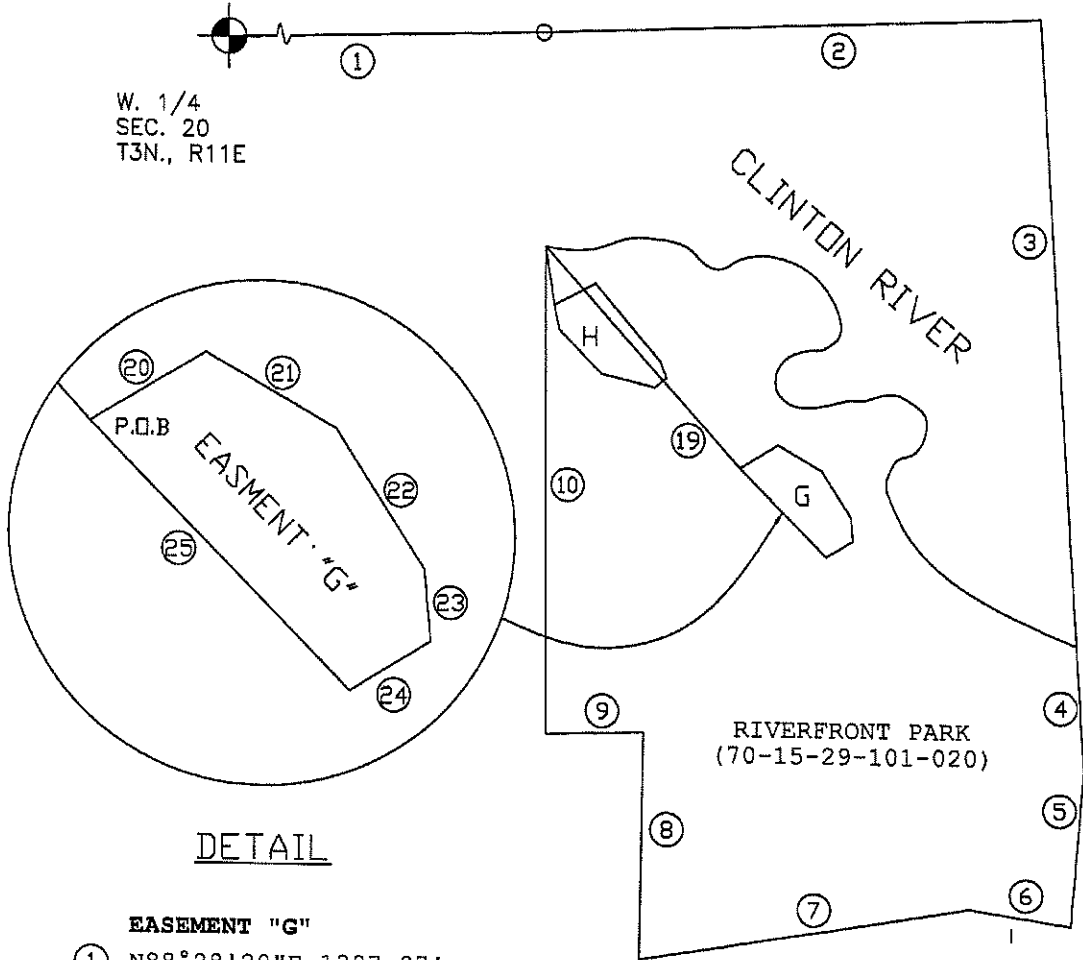 ①
②
W. 1/4
SEC. 20
T3N., R11E
CLINTON RIVER
③
H
⑳
㉑
P.O.B
EASMENT "G"
㉒
⑲
⑩
G
㉕
㉓
㉔
⑨
RIVERFRONT PARK
(70-15-29-101-020)
④
⑤
⑧
DETAIL
⑥
⑦
EASEMENT "G"
①